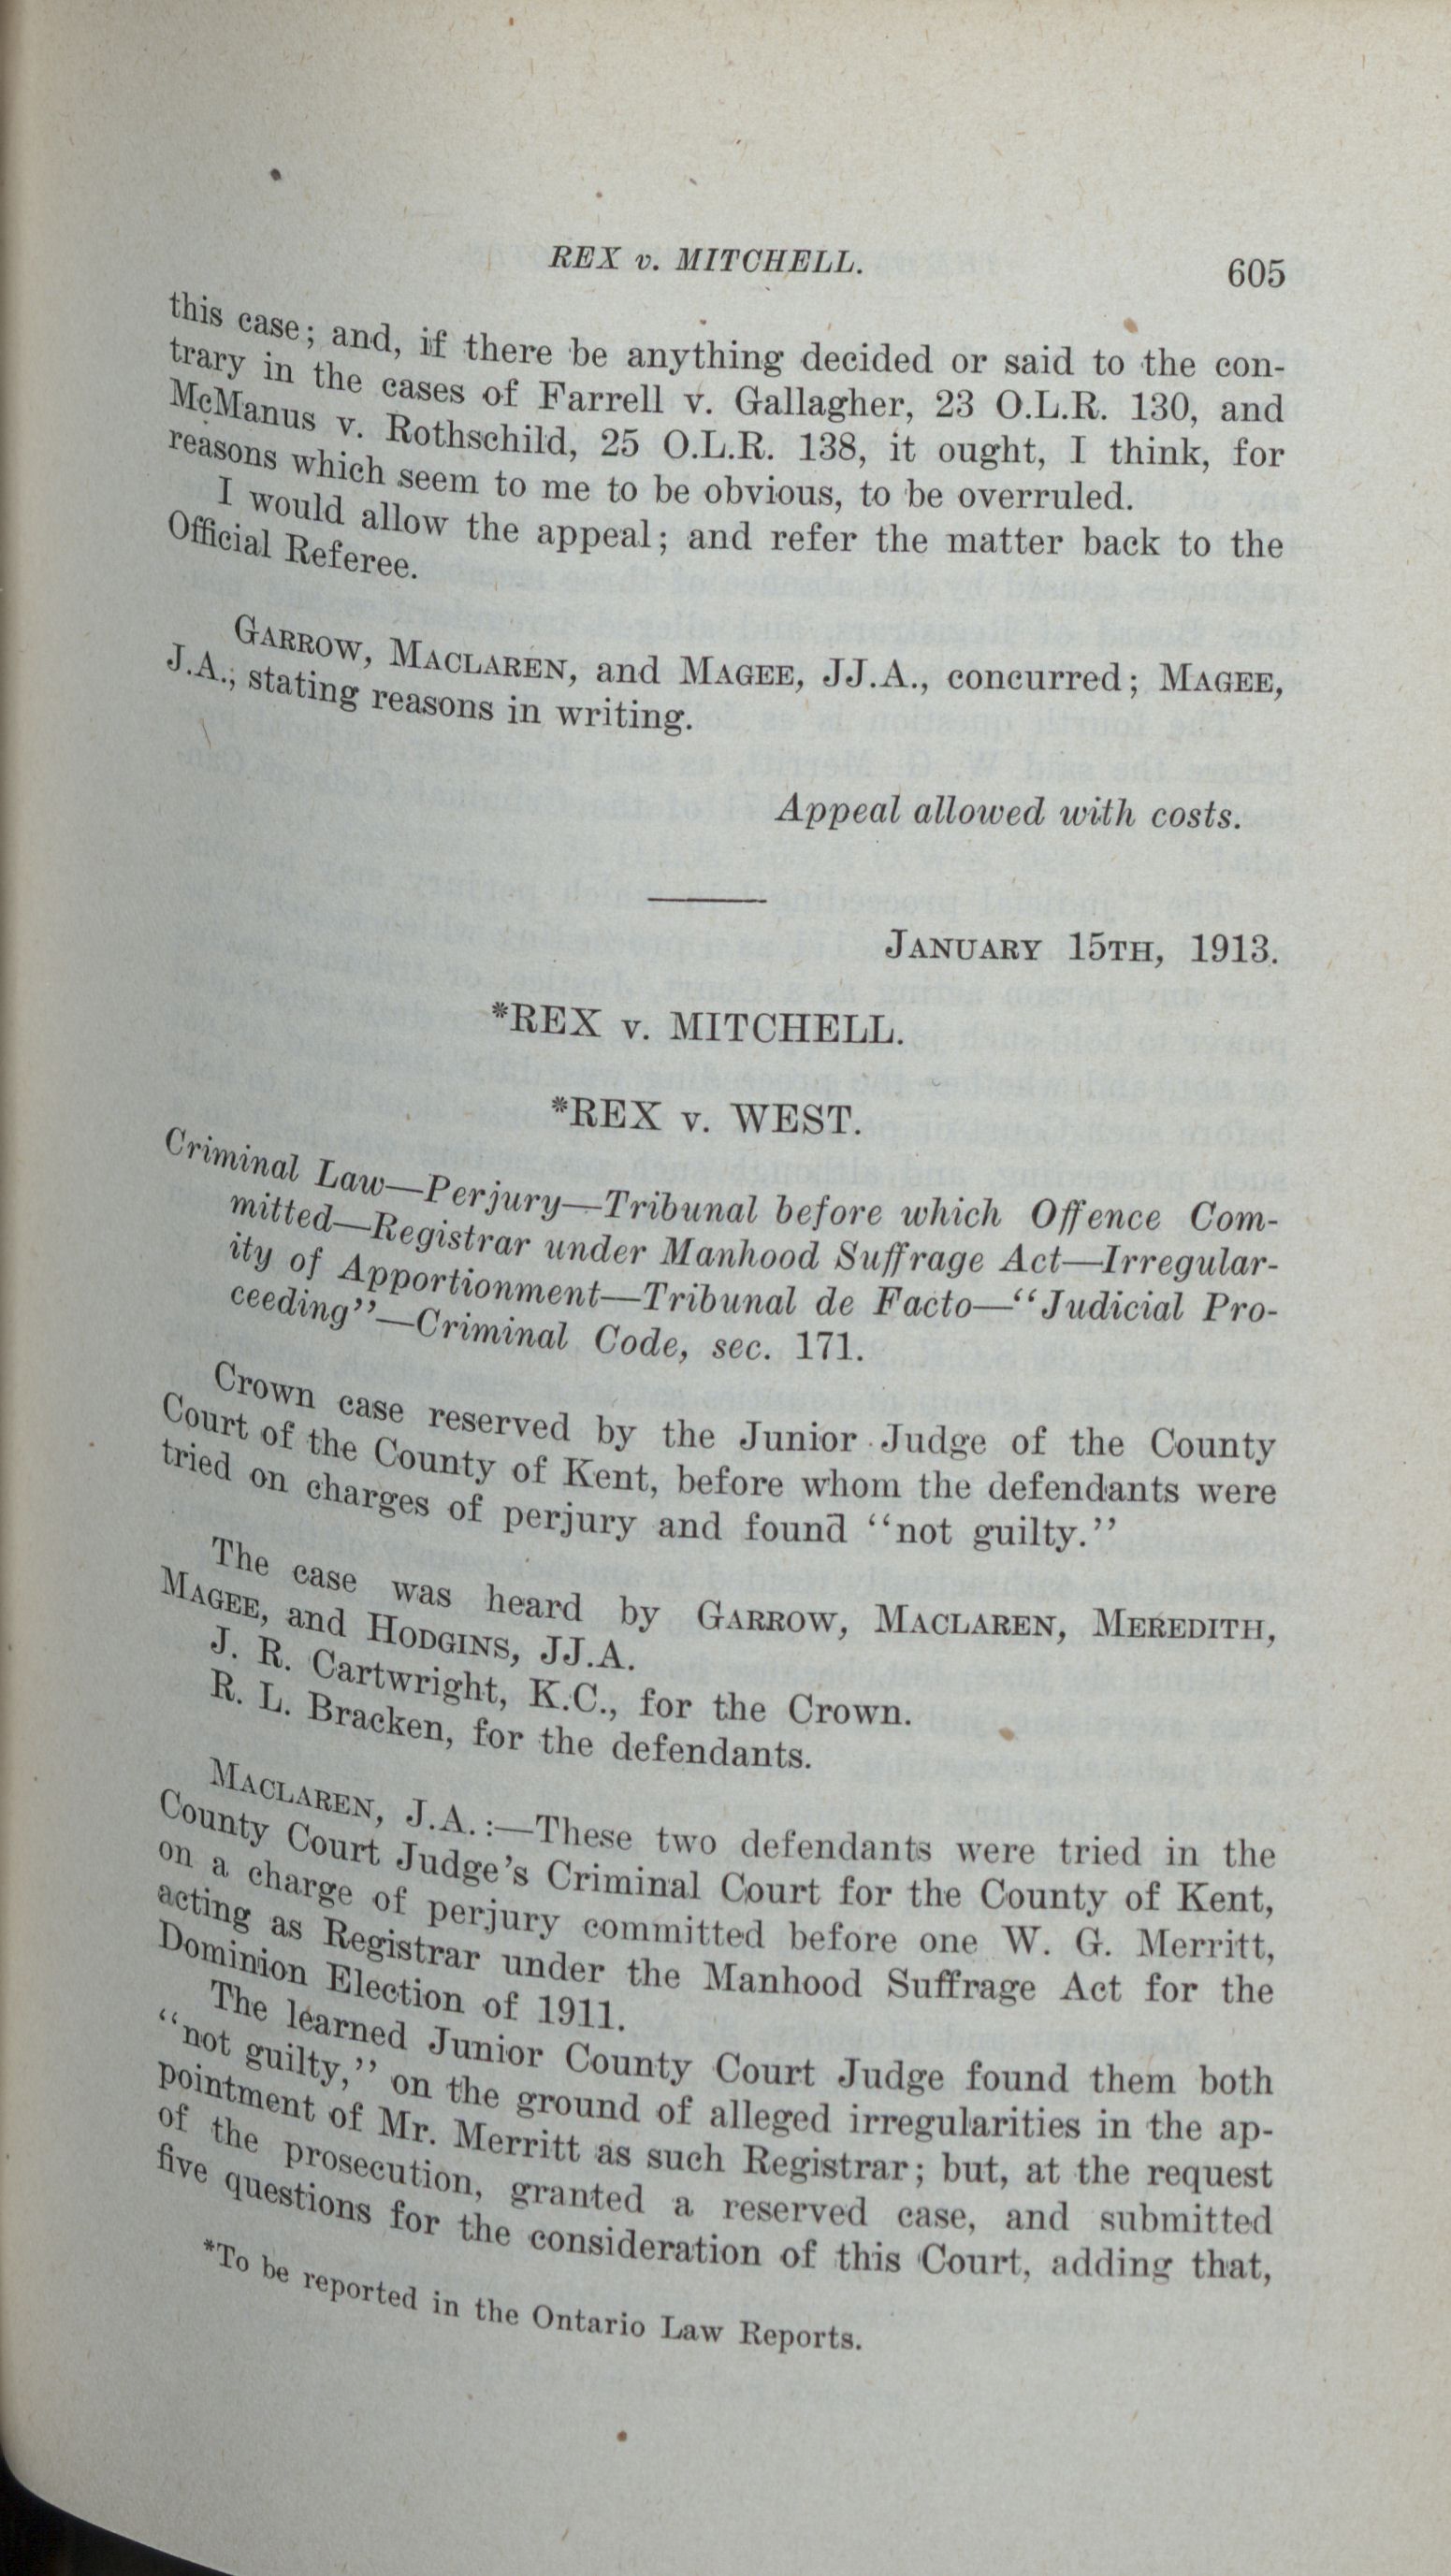 REX v. MITCHELL.
605
this case; and, if there be anything decided or said to the con-
trary in the cases of Farrell v. Gallagher, 23 O.L.R. 130, and
McManus v. Rothschild, 25 O.L.R. 138, it ought, I think, for
reasons which seem to me to be obvious, to be overruled.
I would allow the appeal; and refer the matter back to the
Official Referee.
GARROW, MACLAREN, and MAGEE, JJ.A., concurred; MAGEE,
J.A., stating reasons in writing.
Appeal allowed with costs.
JANUARY 15TH, 1913.
*REX v. MITCHELL.
*REX v. WEST.
Criminal Law—Perjury—Tribunal before which Offence Com-
mitted—Registrar under Manhood Suffrage Act—Irregular-
ity of Apportionment—Tribunal de Facto—"Judicial Pro-
ceeding"—Criminal Code, sec. 171.
Crown case reserved by the Junior Judge of the County
Court of the County of Kent, before whom the defendants were
tried on charges of perjury and found "not guilty."
The case was heard by GARROW, MACLAREN, MEREDITH,
MAGEE, and HODGINS, JJ.A.
J. R. Cartwright, K.C., for the Crown.
R. L. Bracken, for the defendants.
MACLAREN, J.A.:—These two defendants were tried in the
County Court Judge's Criminal Court for the County of Kent,
on a charge of perjury committed before one W. G. Merritt,
acting as Registrar under the Manhood Suffrage Act for the
Dominion Election of 1911.
The learned Junior County Court Judge found them both
"not guilty," on the ground of alleged irregularities in the ap-
pointment of Mr. Merritt as such Registrar; but, at the request
of the prosecution, granted a reserved case, and submitted
five questions for the consideration of this Court, adding that,
*To be reported in the Ontario Law Reports.